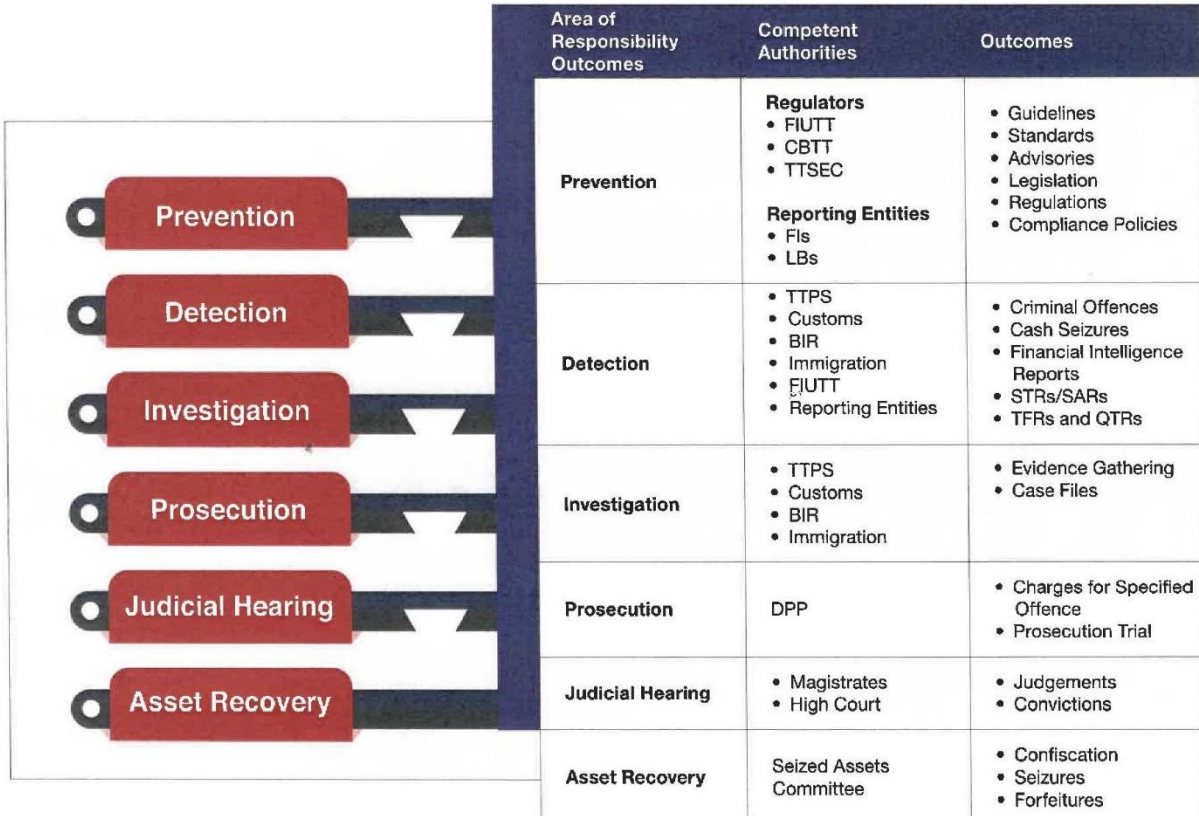 Prevention
Detection
Investigation
Prosecution
Judicial Hearing
Asset Recovery
Area of
Responsibility
Outcomes
Competent
Authorities
Outcomes
Prevention
Regulators
• FIUTT
• CBTT
• TTSEC
Reporting Entities
• FIs
• LBs
• Guidelines
• Standards
• Advisories
• Legislation
• Regulations
• Compliance Policies
Detection
• TTPS
• Customs
• BIR
• Immigration
• FIUTT
• Reporting Entities
• Criminal Offences
• Cash Seizures
• Financial Intelligence
Reports
• STRs/SARs
• TFRs and QTRs
Investigation
• TTPS
• Customs
• BIR
• Immigration
• Evidence Gathering
• Case Files
Prosecution
DPP
• Charges for Specified
Offence
• Prosecution Trial
Judicial Hearing
• Magistrates
• High Court
• Judgements
• Convictions
Asset Recovery
Seized Assets
Committee
• Confiscation
• Seizures
• Forfeitures